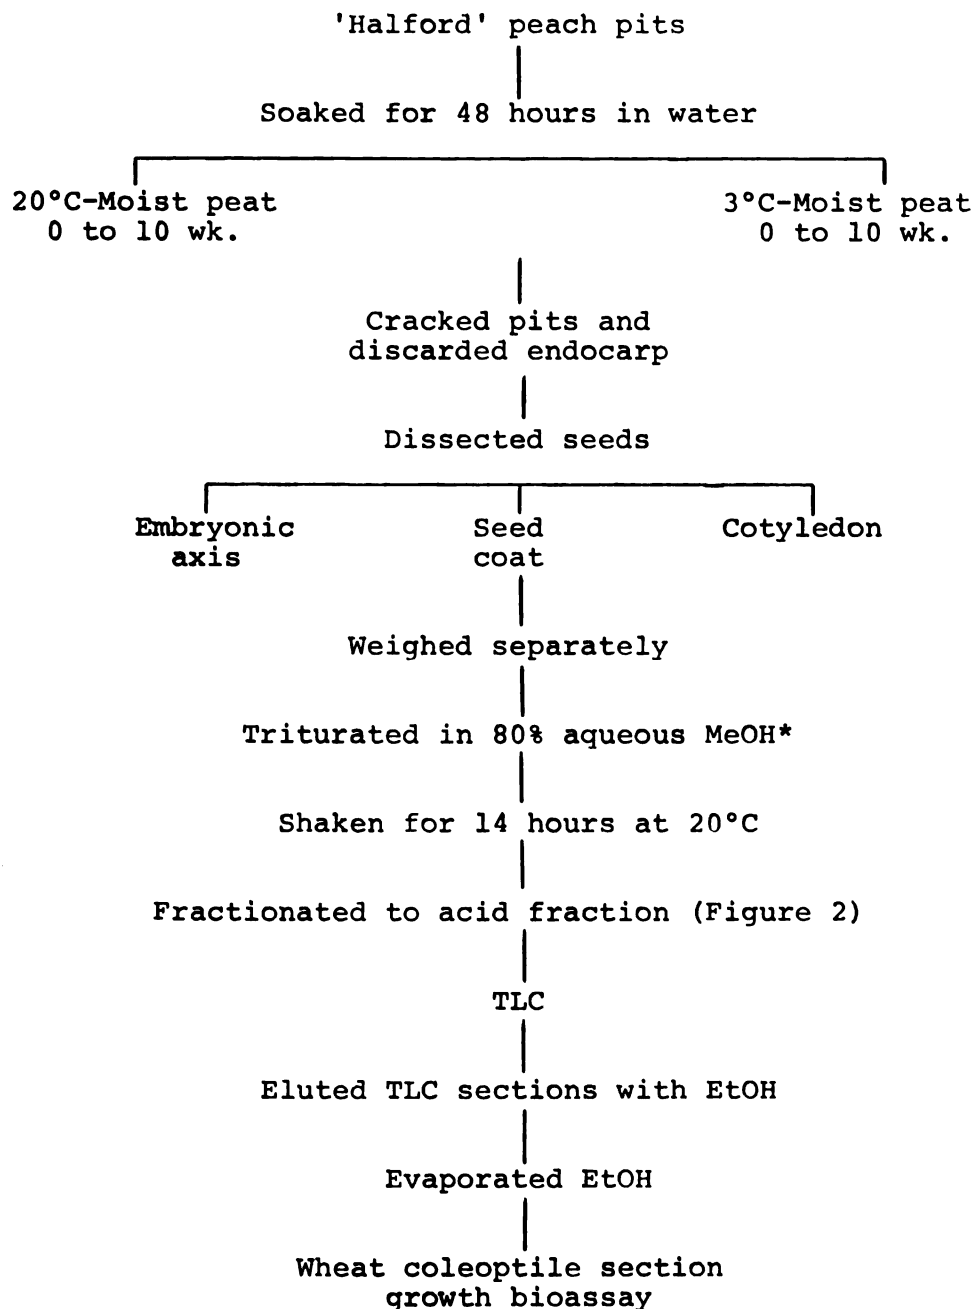 'Halford' peach pits
Soaked for 48 hours in water
20°C-Moist peat
0 to 10 wk.
3°C-Moist peat
0 to 10 wk.
Cracked pits and
discarded endocarp
Dissected seeds
Embryonic
axis
Seed
coat
Cotyledon
Weighed separately
Triturated in 80% aqueous MeOH*
Shaken for 14 hours at 20°C
Fractionated to acid fraction (Figure 2)
TLC
Eluted TLC sections with EtOH
Evaporated EtOH
Wheat coleoptile section
growth bioassay